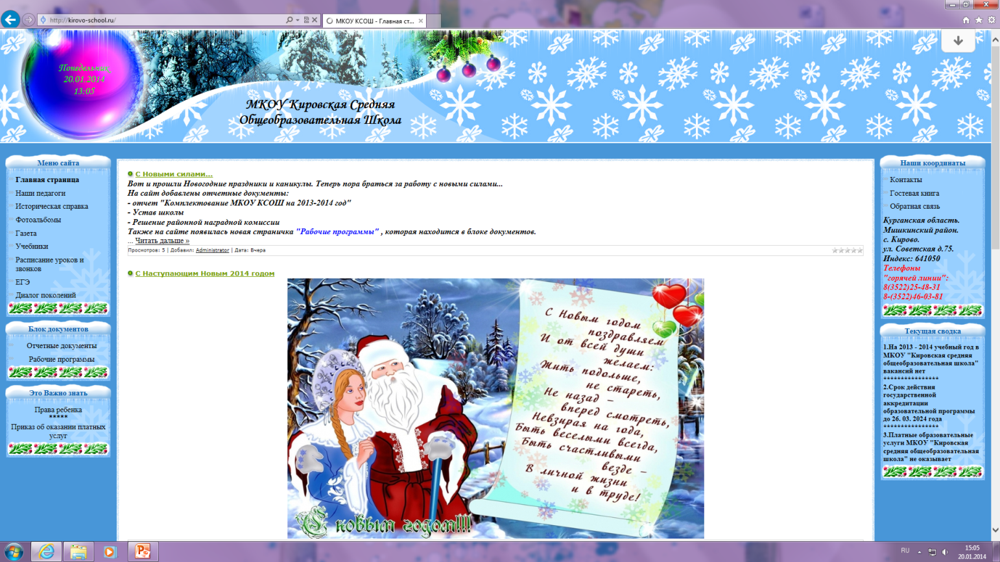 http://kirovo-school.ru/
МКОУ КСОШ - Главная ст...
Понедельник,
20.01.2014
13:05
МКОУ Кировская Средняя
Общеобразовательная Школа
Меню сайта
Главная страница
Наши педагоги
Историческая справка
Фотоальбомы
Газета
Учебники
Расписание уроков и
звонков
ЕГЭ
Диалог поколений
Блок документов
Отчетные документы
Рабочие программы
Это Важно знать
Права ребенка
*****
Приказ об оказании платных
услуг
С Новыми силами...
Вот и прошли Новогодние праздники и каникулы. Теперь пора браться за работу с новыми силами...
На сайт добавлены отчетные документы:
- отчет "Комплектование МКОУ КСОШ на 2013-2014 год"
- Устав школы
- Решение районной наградной комиссии
Также на сайте появилась новая страничка "Рабочие программы" , которая находится в блоке документов.
... Читать дальше »
Просмотров: 5 | Добавил: Administrator | Дата: Вчера
С Наступающим Новым 2014 годом
С Новым годом
поздравляем
И от всей души
желаем:
Жить подольше,
не стареть,
Не назад –
вперед смотреть,
Невзирая на года,
Быть веселыми всегда,
Быть счастливыми
везде –
В личной жизни
и в труде!
С новым годом!!!
Наши координаты
Контакты
Гостевая книга
Обратная связь
Курганская область.
Мишкинский район.
с. Кирово.
ул. Советская д.75.
Индекс: 641050
Телефоны
"горячей линии":
8(3522)25-48-31
8-(3522)46-03-81
Текущая сводка
1.На 2013 - 2014 учебный год в
МКОУ "Кировская средняя
общеобразовательная школа"
вакансий нет
****************
2.Срок действия
государственной
аккредитации
образовательной программы
до 26. 03. 2024 года
****************
3.Платные образовательные
услуги МКОУ "Кировская
средняя общеобразовательная
школа" не оказывает
RU
15:05
20.01.2014